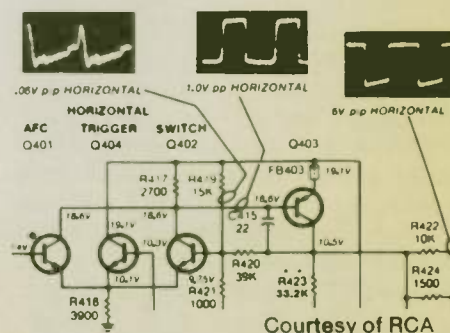 .06V p-p HORIZONTAL
1.0V pp HORIZONTAL
6V p-p HORIZONTAL
HORIZONTAL
AFC TRIGGER SWITCH
Q401 Q404 Q402 Q403
FB403
R417
2700
R419
15K
19.1V
18.6V
19.1V
18.6V
C415
22
18.6V
R422
10K
10.3V
10.5V
10.1V
9.75V
R420
39K
R423
33.2K
R424
1500
R418
3900
R421
1000
Courtesy of RCA